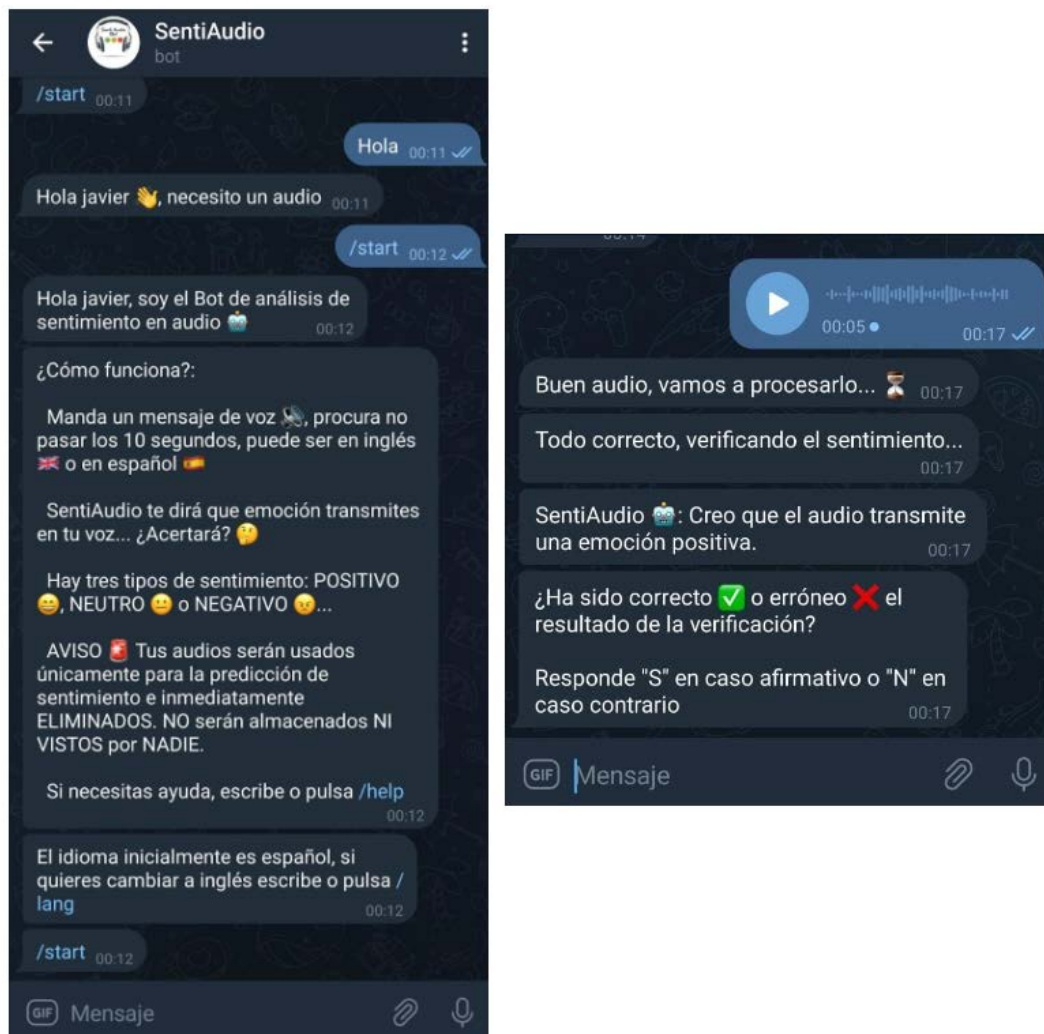 SentiAudio
bot
/start 00:11
Hola 00:11
Hola javier 👋, necesito un audio 00:11
/start 00:12
Hola javier, soy el Bot de análisis de
sentimiento en audio 🤖 00:12
¿Cómo funciona?:
Manda un mensaje de voz 🔊, procura no
pasar los 10 segundos, puede ser en inglés
🇬🇧 o en español 🇪🇸
SentiAudio te dirá que emoción transmites
en tu voz... ¿Acertará? 🤔
Hay tres tipos de sentimiento: POSITIVO
😄, NEUTRO 😐 o NEGATIVO 😠...
AVISO 🚨 Tus audios serán usados
únicamente para la predicción de
sentimiento e inmediatamente
ELIMINADOS. NO serán almacenados NI
VISTOS por NADIE.
Si necesitas ayuda, escribe o pulsa /help
00:12
El idioma inicialmente es español, si
quieres cambiar a inglés escribe o pulsa /
lang 00:12
/start 00:12
GIF Mensaje
00:05 00:17
Buen audio, vamos a procesarlo... ⏳ 00:17
Todo correcto, verificando el sentimiento...
00:17
SentiAudio 🤖: Creo que el audio transmite
una emoción positiva. 00:17
¿Ha sido correcto ✅ o erróneo ❌ el
resultado de la verificación?
Responde "S" en caso afirmativo o "N" en
caso contrario 00:17
GIF Mensaje